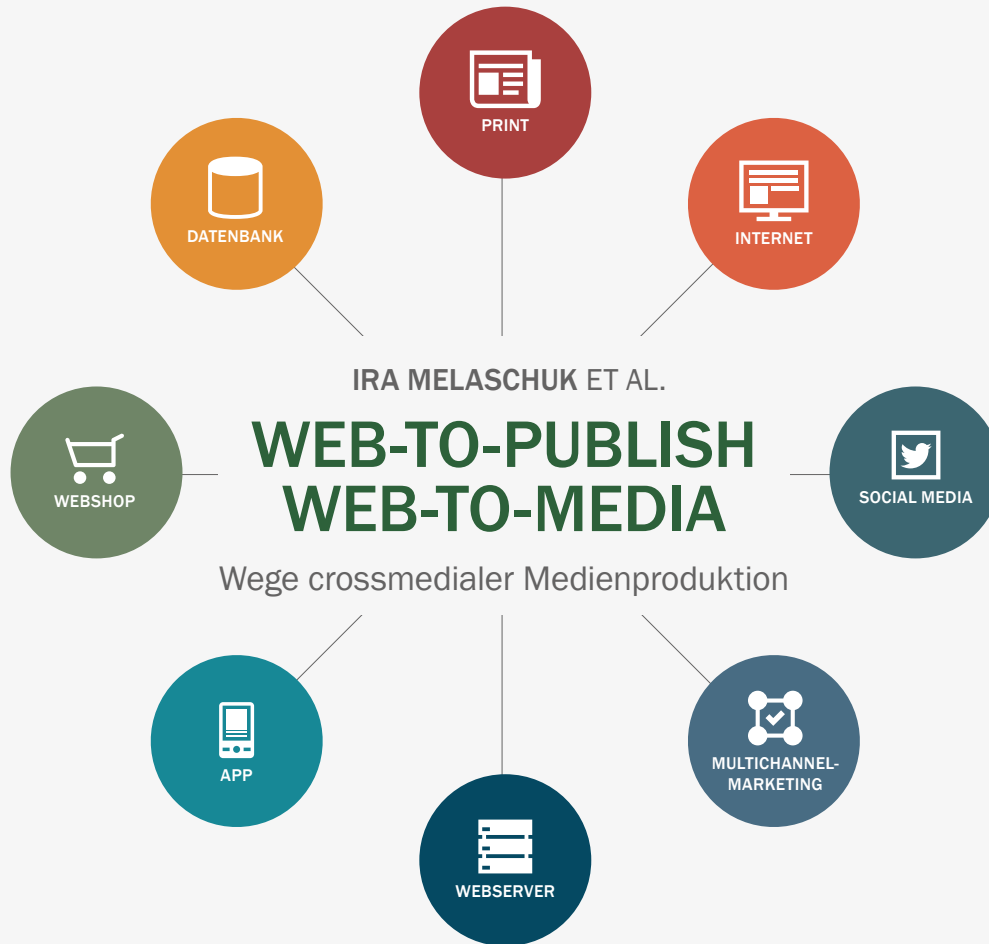 PRINT
DATENBANK
INTERNET
IRA MELASCHUK ET AL.
WEB-TO-PUBLISH
WEB-TO-MEDIA
Wege crossmedialer Medienproduktion
WEBSHOP
SOCIAL MEDIA
APP
MULTICHANNEL-
MARKETING
WEBSERVER